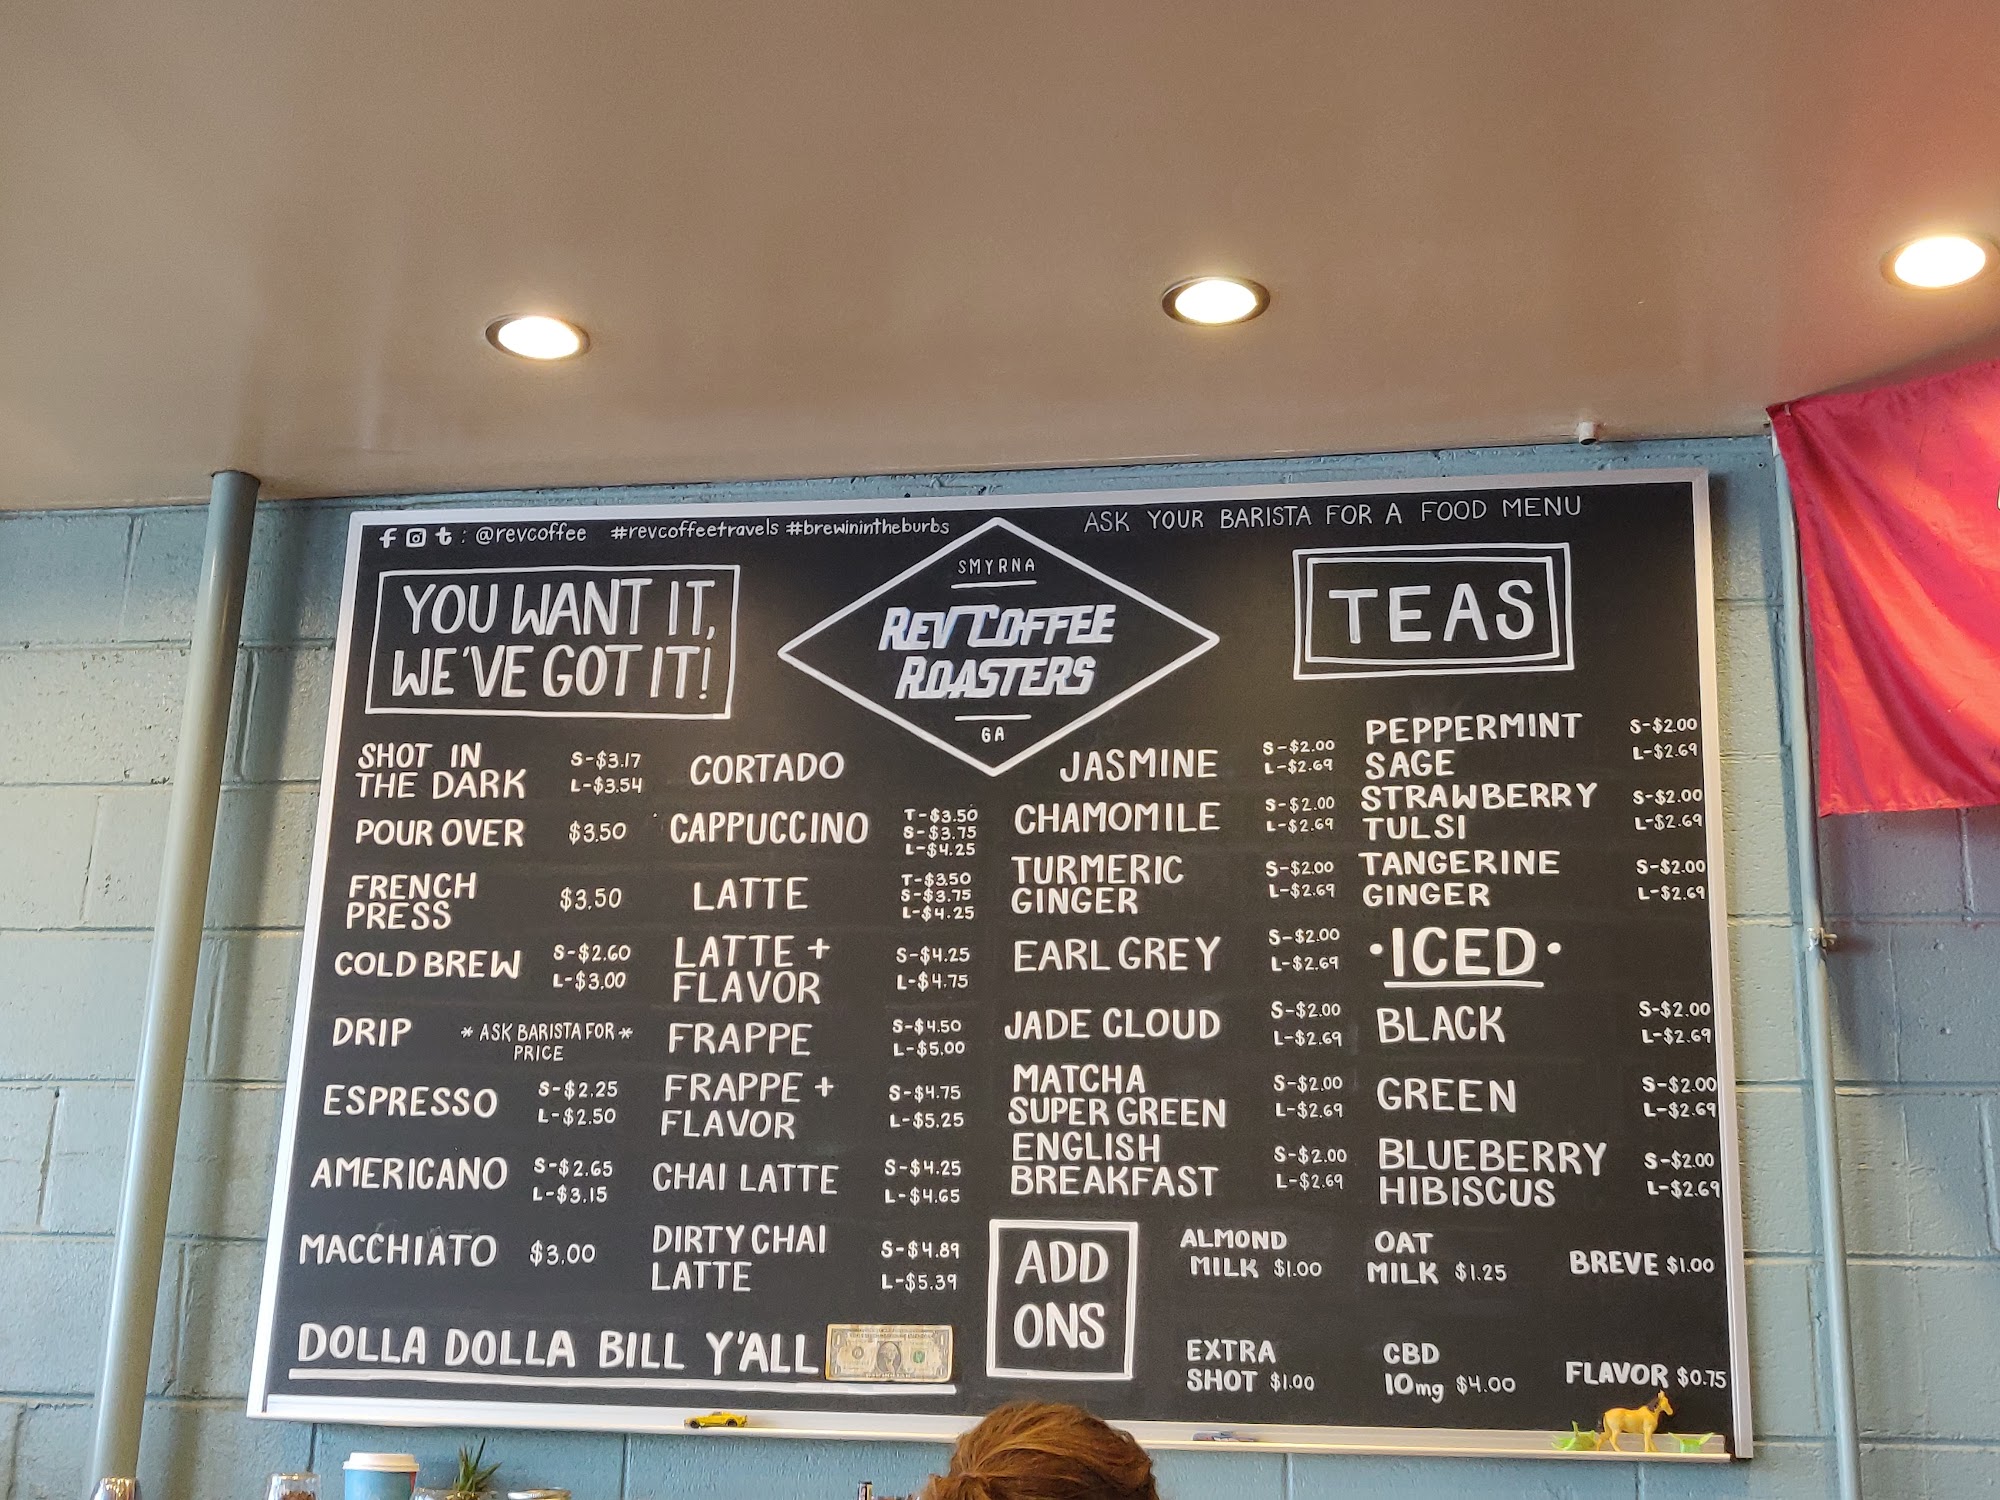 f t : @revcoffee #revcoffeetravels #brewinintheburbs
ASK YOUR BARISTA FOR A FOOD MENU
YOU WANT IT,
WE'VE GOT IT!
SMYRNA
REV COFFEE
ROASTERS
GA
TEAS
SHOT IN
THE DARK
S-$3.17
L-$3.54
POUR OVER $3.50
FRENCH
PRESS
$3.50
COLD BREW
S-$2.60
L-$3.00
DRIP
* ASK BARISTA FOR *
PRICE
ESPRESSO
S-$2.25
L-$2.50
AMERICANO
S-$2.65
L-$3.15
MACCHIATO $3.00
CORTADO
CAPPUCCINO
T-$3.50
S-$3.75
L-$4.25
LATTE
T-$3.50
S-$3.75
L-$4.25
LATTE +
FLAVOR
S-$4.25
L-$4.75
FRAPPE
S-$4.50
L-$5.00
FRAPPE +
FLAVOR
S-$4.75
L-$5.25
CHAI LATTE
S-$4.25
L-$4.65
DIRTY CHAI
LATTE
S-$4.89
L-$5.39
DOLLA DOLLA BILL Y'ALL
JASMINE
S-$2.00
L-$2.69
CHAMOMILE
S-$2.00
L-$2.69
TURMERIC
GINGER
S-$2.00
L-$2.69
EARL GREY
S-$2.00
L-$2.69
JADE CLOUD
S-$2.00
L-$2.69
MATCHA
SUPER GREEN
S-$2.00
L-$2.69
ENGLISH
BREAKFAST
S-$2.00
L-$2.69
PEPPERMINT
SAGE
S-$2.00
L-$2.69
STRAWBERRY
TULSI
S-$2.00
L-$2.69
TANGERINE
GINGER
S-$2.00
L-$2.69
•ICED•
BLACK
S-$2.00
L-$2.69
GREEN
S-$2.00
L-$2.69
BLUEBERRY
HIBISCUS
S-$2.00
L-$2.69
ADD
ONS
ALMOND
MILK $1.00
OAT
MILK $1.25
BREVE $1.00
EXTRA
SHOT $1.00
CBD
10mg $4.00
FLAVOR $0.75